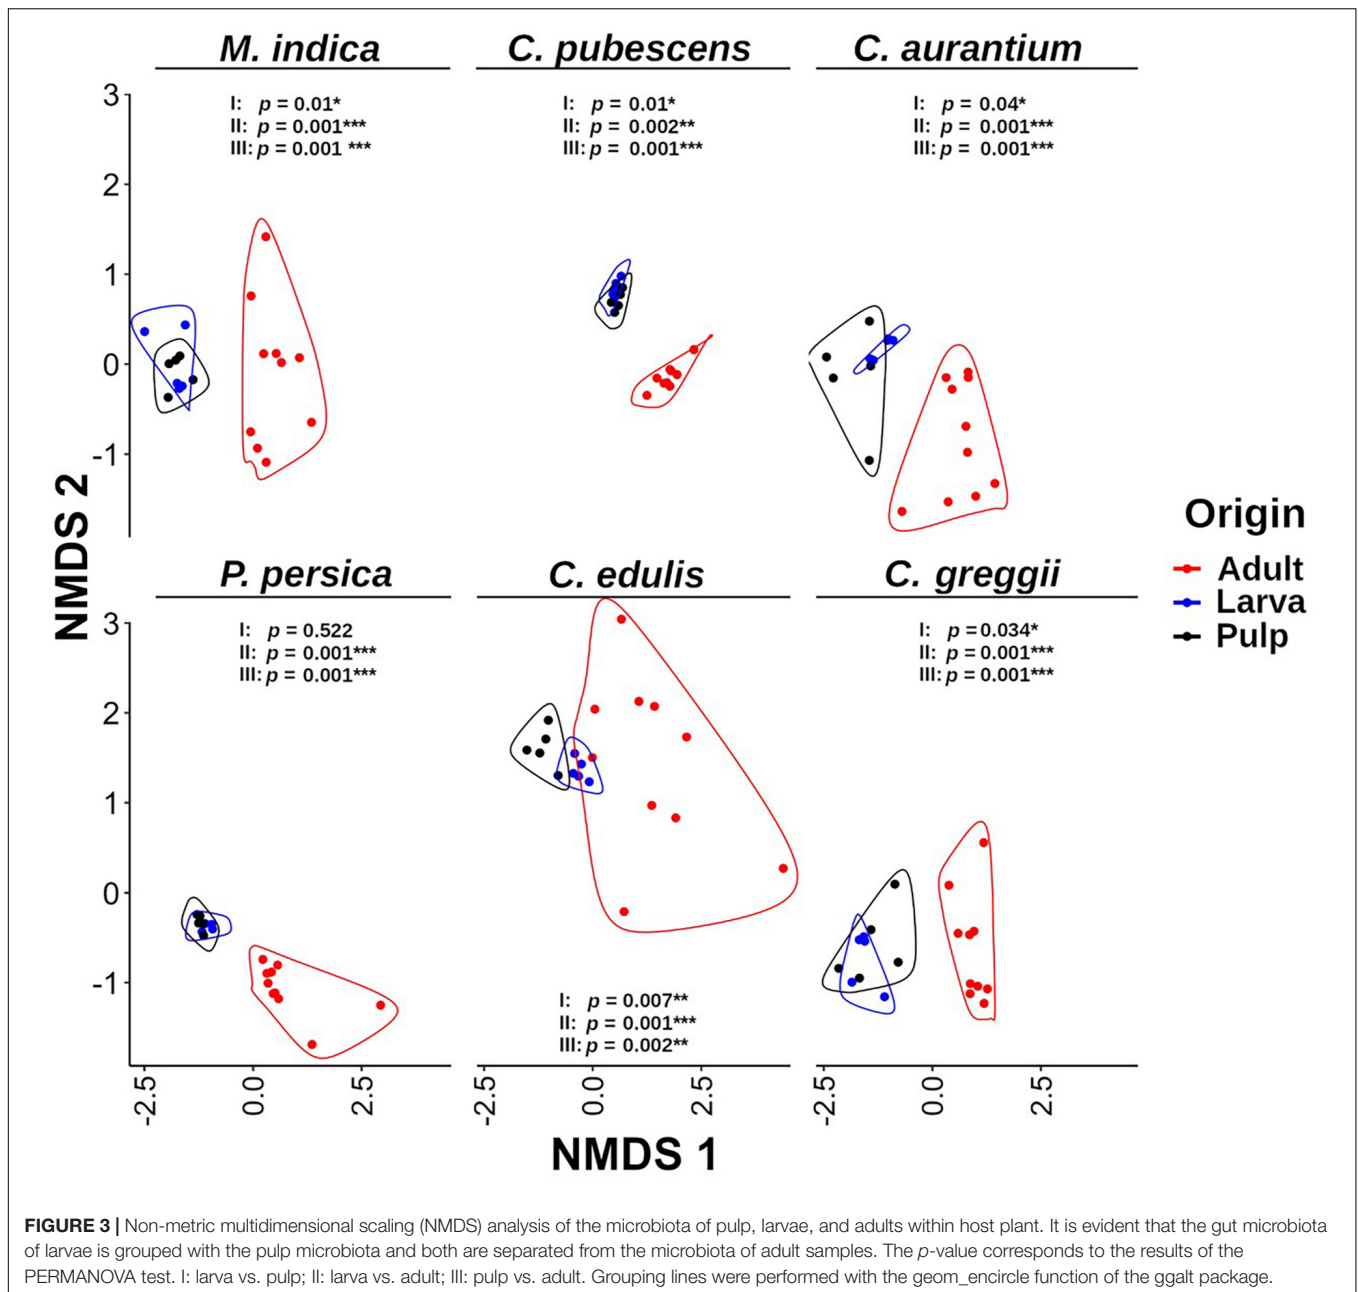 M. indica
C. pubescens
C. aurantium
I: p = 0.01*
II: p = 0.001***
III: p = 0.001 ***
I: p = 0.01*
II: p = 0.002**
III: p = 0.001***
I: p = 0.04*
II: p = 0.001***
III: p = 0.001***
3
2
1
0
-1
NMDS 2
P. persica
C. edulis
C. greggii
I: p = 0.522
II: p = 0.001***
III: p = 0.001***
I: p = 0.007**
II: p = 0.001***
III: p = 0.002**
I: p =0.034*
II: p = 0.001***
III: p = 0.001***
3
2
1
0
-1
-2.5
0.0
2.5
-2.5
0.0
2.5
-2.5
0.0
2.5
NMDS 1
Origin
Adult
Larva
Pulp
FIGURE 3 | Non-metric multidimensional scaling (NMDS) analysis of the microbiota of pulp, larvae, and adults within host plant. It is evident that the gut microbiota
of larvae is grouped with the pulp microbiota and both are separated from the microbiota of adult samples. The p-value corresponds to the results of the
PERMANOVA test. I: larva vs. pulp; II: larva vs. adult; III: pulp vs. adult. Grouping lines were performed with the geom_encircle function of the ggalt package.